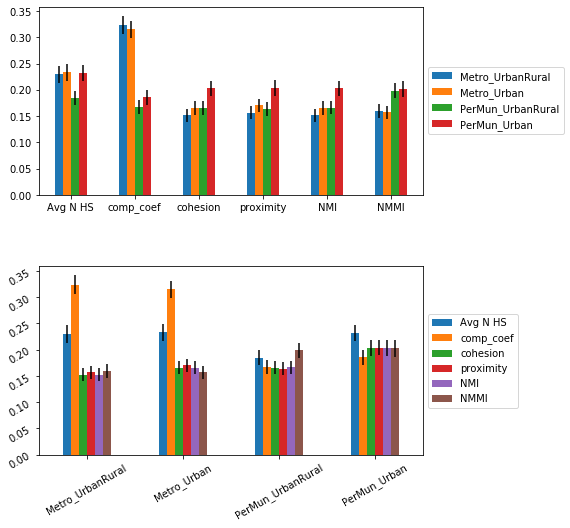 0.35
0.30
0.25
0.20
0.15
0.10
0.05
0.00
Avg N HS comp_coef cohesion proximity NMI NMMI
Metro_UrbanRural
Metro_Urban
PerMun_UrbanRural
PerMun_Urban
0.35
0.30
0.25
0.20
0.15
0.10
0.05
0.00
Metro_UrbanRural Metro_Urban PerMun_UrbanRural PerMun_Urban
Avg N HS
comp_coef
cohesion
proximity
NMI
NMMI